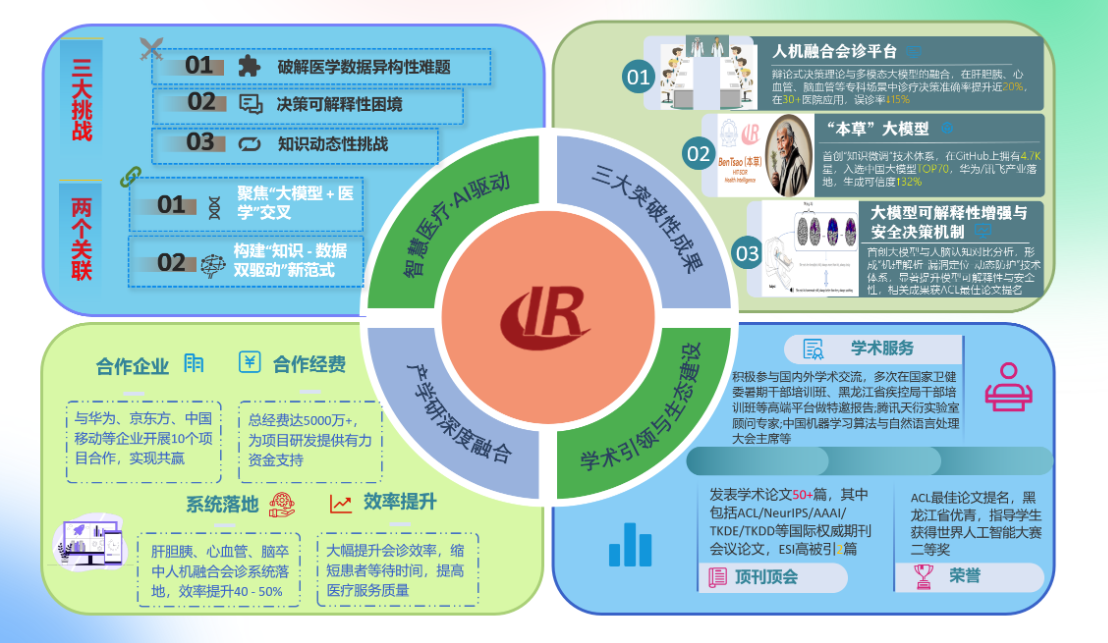 三大挑战
01
破解医学数据异构性难题
02
决策可解释性困境
03
知识动态性挑战
两个关联
01
聚焦“大模型 + 医
学”交叉
02
构建“知识 - 数据
双驱动”新范式
01
人机融合会诊平台
辩论式决策理论与多模态大模型的融合，在肝胆胰、心
血管、脑血管等专科场景中诊疗决策准确率提升近20%，
在30+医院应用，误诊率⬇15%
02
BenTsao (本草)
HIT-SCIR
Health Intelligence
“本草”大模型
首创“知识微调”技术体系，在GitHub上拥有4.7K
星，入选中国大模型TOP70，华为/讯飞产业落
地，生成可信度⬆32%
03
大模型可解释性增强与
安全决策机制
首创大模型与人脑认知对比分析，形
成“机理解析-漏洞定位-动态防护”技术
体系，显著提升模型可解释性与安全
性，相关成果获ACL最佳论文提名
智慧医疗·AI驱动
三大突破性成果
产学研深度融合
学术引领与生态建设
IR
合作企业
与华为、京东方、中国
移动等企业开展10个项
目合作，实现共赢
合作经费
总经费达5000万+，
为项目研发提供有力
资金支持
系统落地
肝胆胰、心血管、脑卒
中人机融合会诊系统落
地，效率提升40 - 50%
效率提升
大幅提升会诊效率，缩
短患者等待时间，提高
医疗服务质量
学术服务
积极参与国内外学术交流，多次在国家卫健
委暑期干部培训班、黑龙江省疾控局干部培
训班等高端平台做特邀报告;腾讯天衍实验室
顾问专家;中国机器学习算法与自然语言处理
大会主席等
发表学术论文50+篇，其中
包括ACL/NeurIPS/AAAI/
TKDE/TKDD等国际权威期刊
会议论文，ESI高被引 篇
顶刊顶会
ACL最佳论文提名，黑
龙江省优青，指导学生
获得世界人工智能大赛
二等奖
荣誉